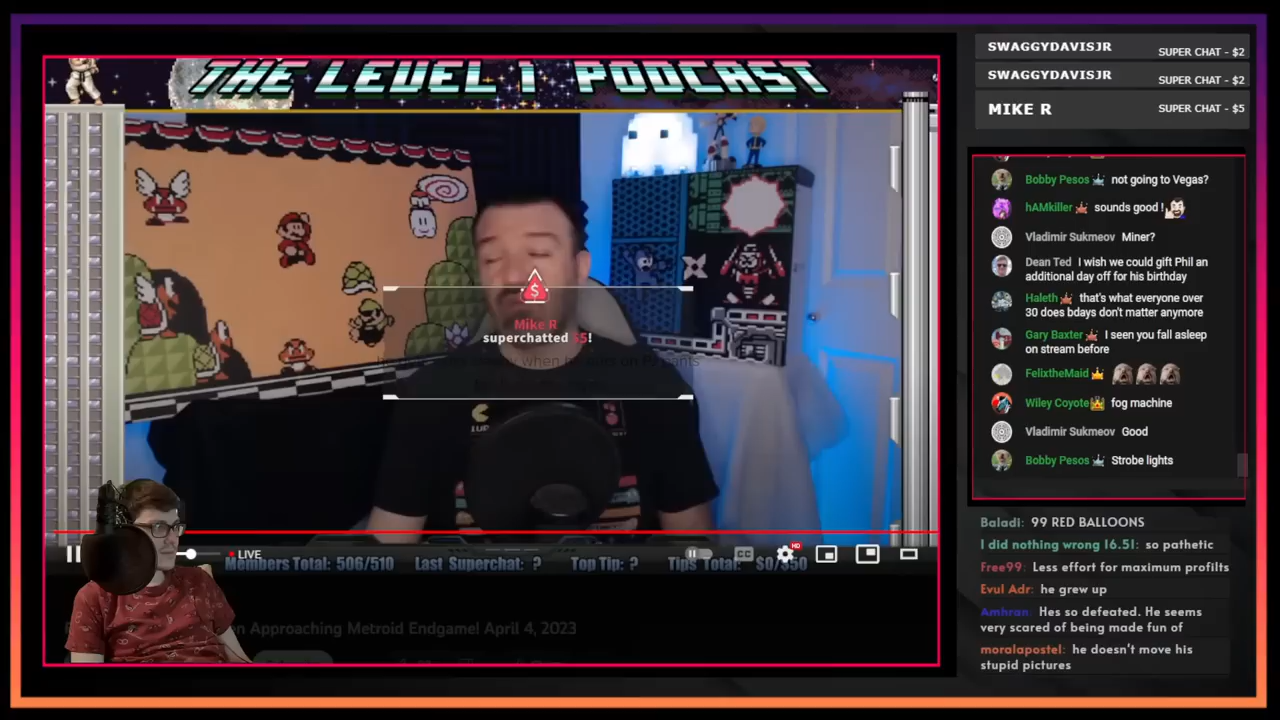 THE LEVEL 1 PODCAST
1UP
Mike R
superchatted $5!
when
on
pants
LIVE
HD
CC
Members Total: 506/510 Last Superchat: ? Top Tip: ? Tips Total: $0/$50
n Approaching Metroid Endgame! April 4, 2023
SWAGGYDAVISJR SUPER CHAT - $2
SWAGGYDAVISJR SUPER CHAT - $2
MIKE R SUPER CHAT - $5
Bobby Pesos not going to Vegas?
hAMkiller sounds good !
Vladimir Sukmeov Miner?
Dean Ted I wish we could gift Phil an
additional day off for his birthday
Haleth that's what everyone over
30 does bdays don't matter anymore
Gary Baxter I seen you fall asleep
on stream before
FelixtheMaid
Wiley Coyote fog machine
Vladimir Sukmeov Good
Bobby Pesos Strobe lights
Baladi: 99 RED BALLOONS
I did nothing wrong 16.51: so pathetic
Free99: Less effort for maximum profilts
Evul Adr: he grew up
Amhran: Hes so defeated. He seems
very scared of being made fun of
moralapostel: he doesn't move his
stupid pictures